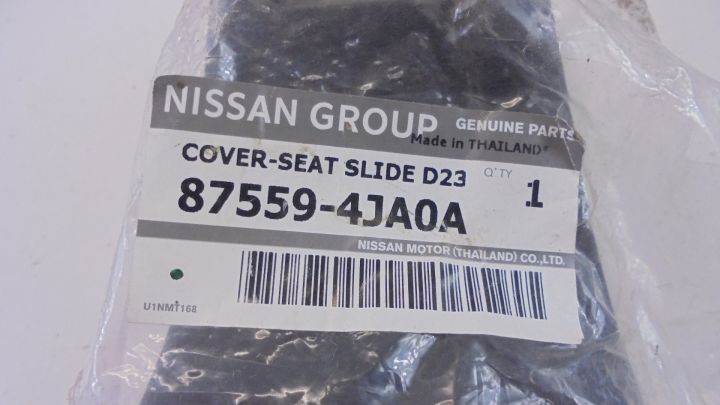 NISSAN GROUP GENUINE PARTS
Made in THAILAND*
COVER-SEAT SLIDE D23 Q'TY 1
87559-4JA0A
NISSAN MOTOR (THAILAND) CO.,LTD.
U1NMT168